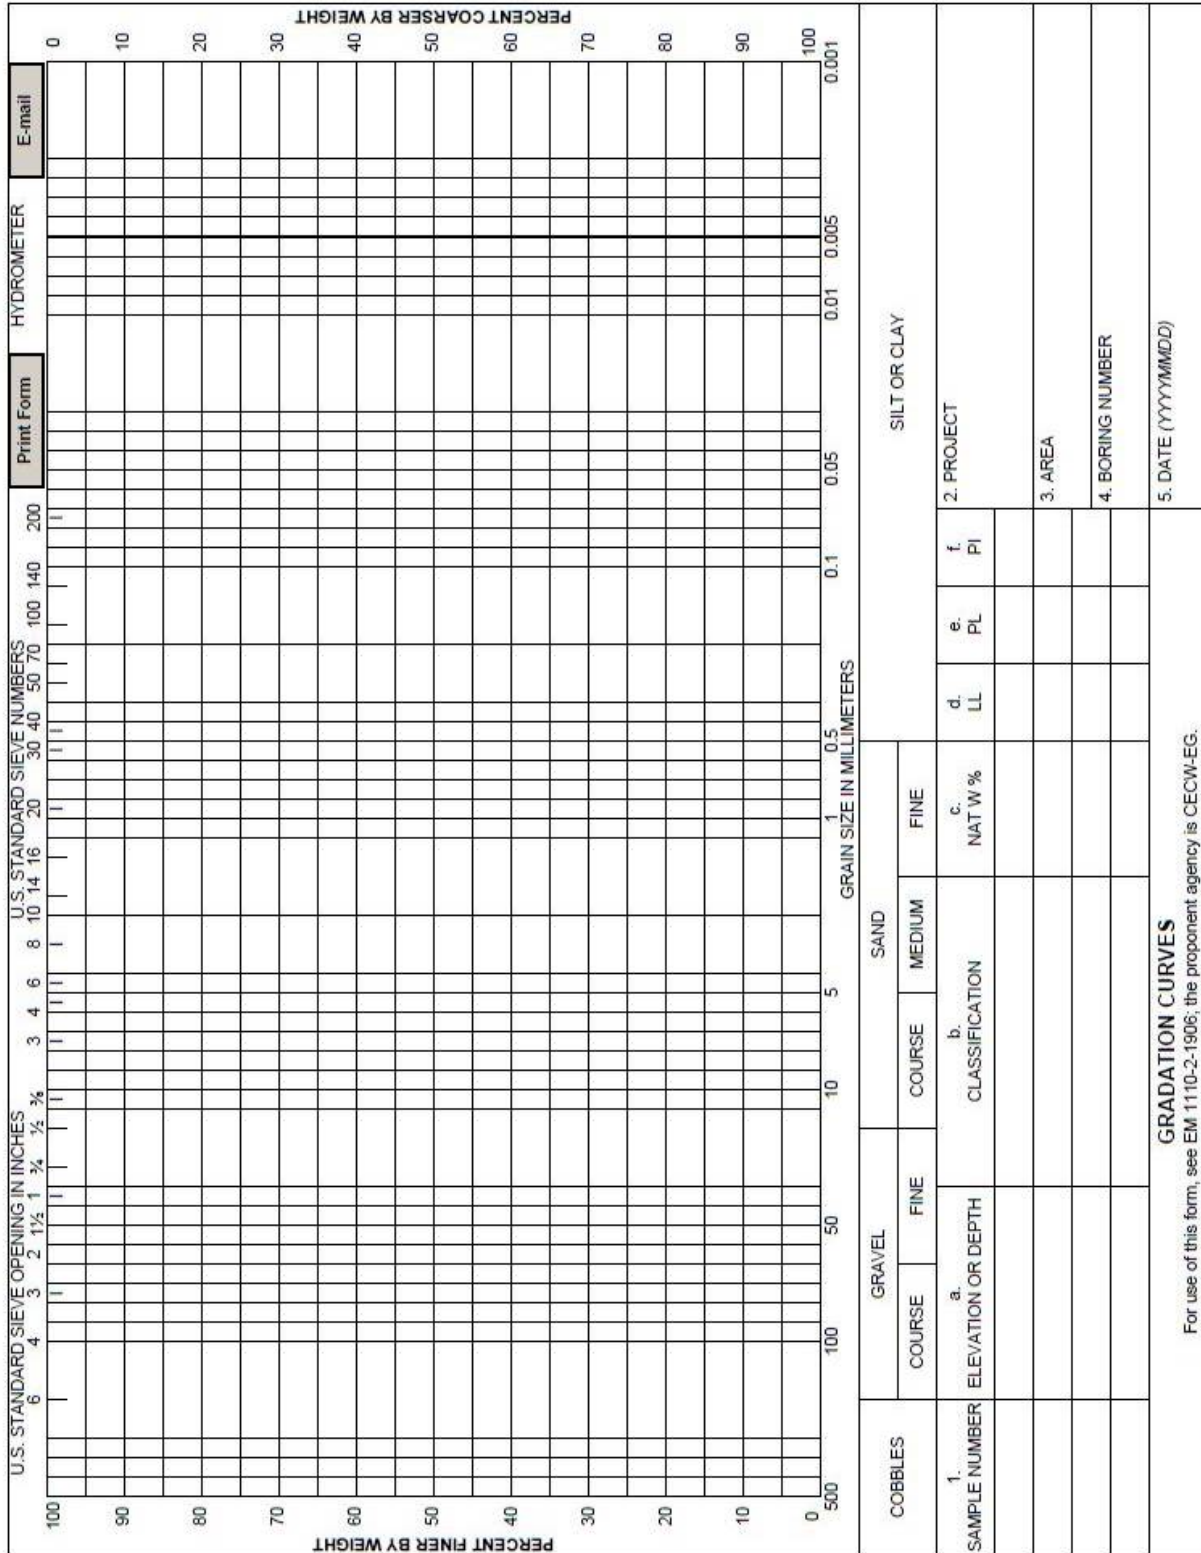 Print Form
E-mail
U.S. STANDARD SIEVE OPENING IN INCHES
U.S. STANDARD SIEVE NUMBERS
HYDROMETER
6 4 3 2 1½ 1 ¾ ½ ⅜ 3 4 6 8 10 14 16 20 30 40 50 70 100 140 200
PERCENT FINER BY WEIGHT
100
90
80
70
60
50
40
30
20
10
0
PERCENT COARSER BY WEIGHT
0
10
20
30
40
50
60
70
80
90
100
500 100 50 10 5 1 0.5 0.1 0.05 0.01 0.005 0.001
GRAIN SIZE IN MILLIMETERS
COBBLES
GRAVEL
SAND
SILT OR CLAY
COURSE FINE COURSE MEDIUM FINE
1.
SAMPLE NUMBER
a.
ELEVATION OR DEPTH
b.
CLASSIFICATION
c.
NAT W %
d.
LL
e.
PL
f.
PI
2. PROJECT
3. AREA
4. BORING NUMBER
5. DATE (YYYYMMDD)
GRADATION CURVES
For use of this form, see EM 1110-2-1906; the proponent agency is CECW-EG.